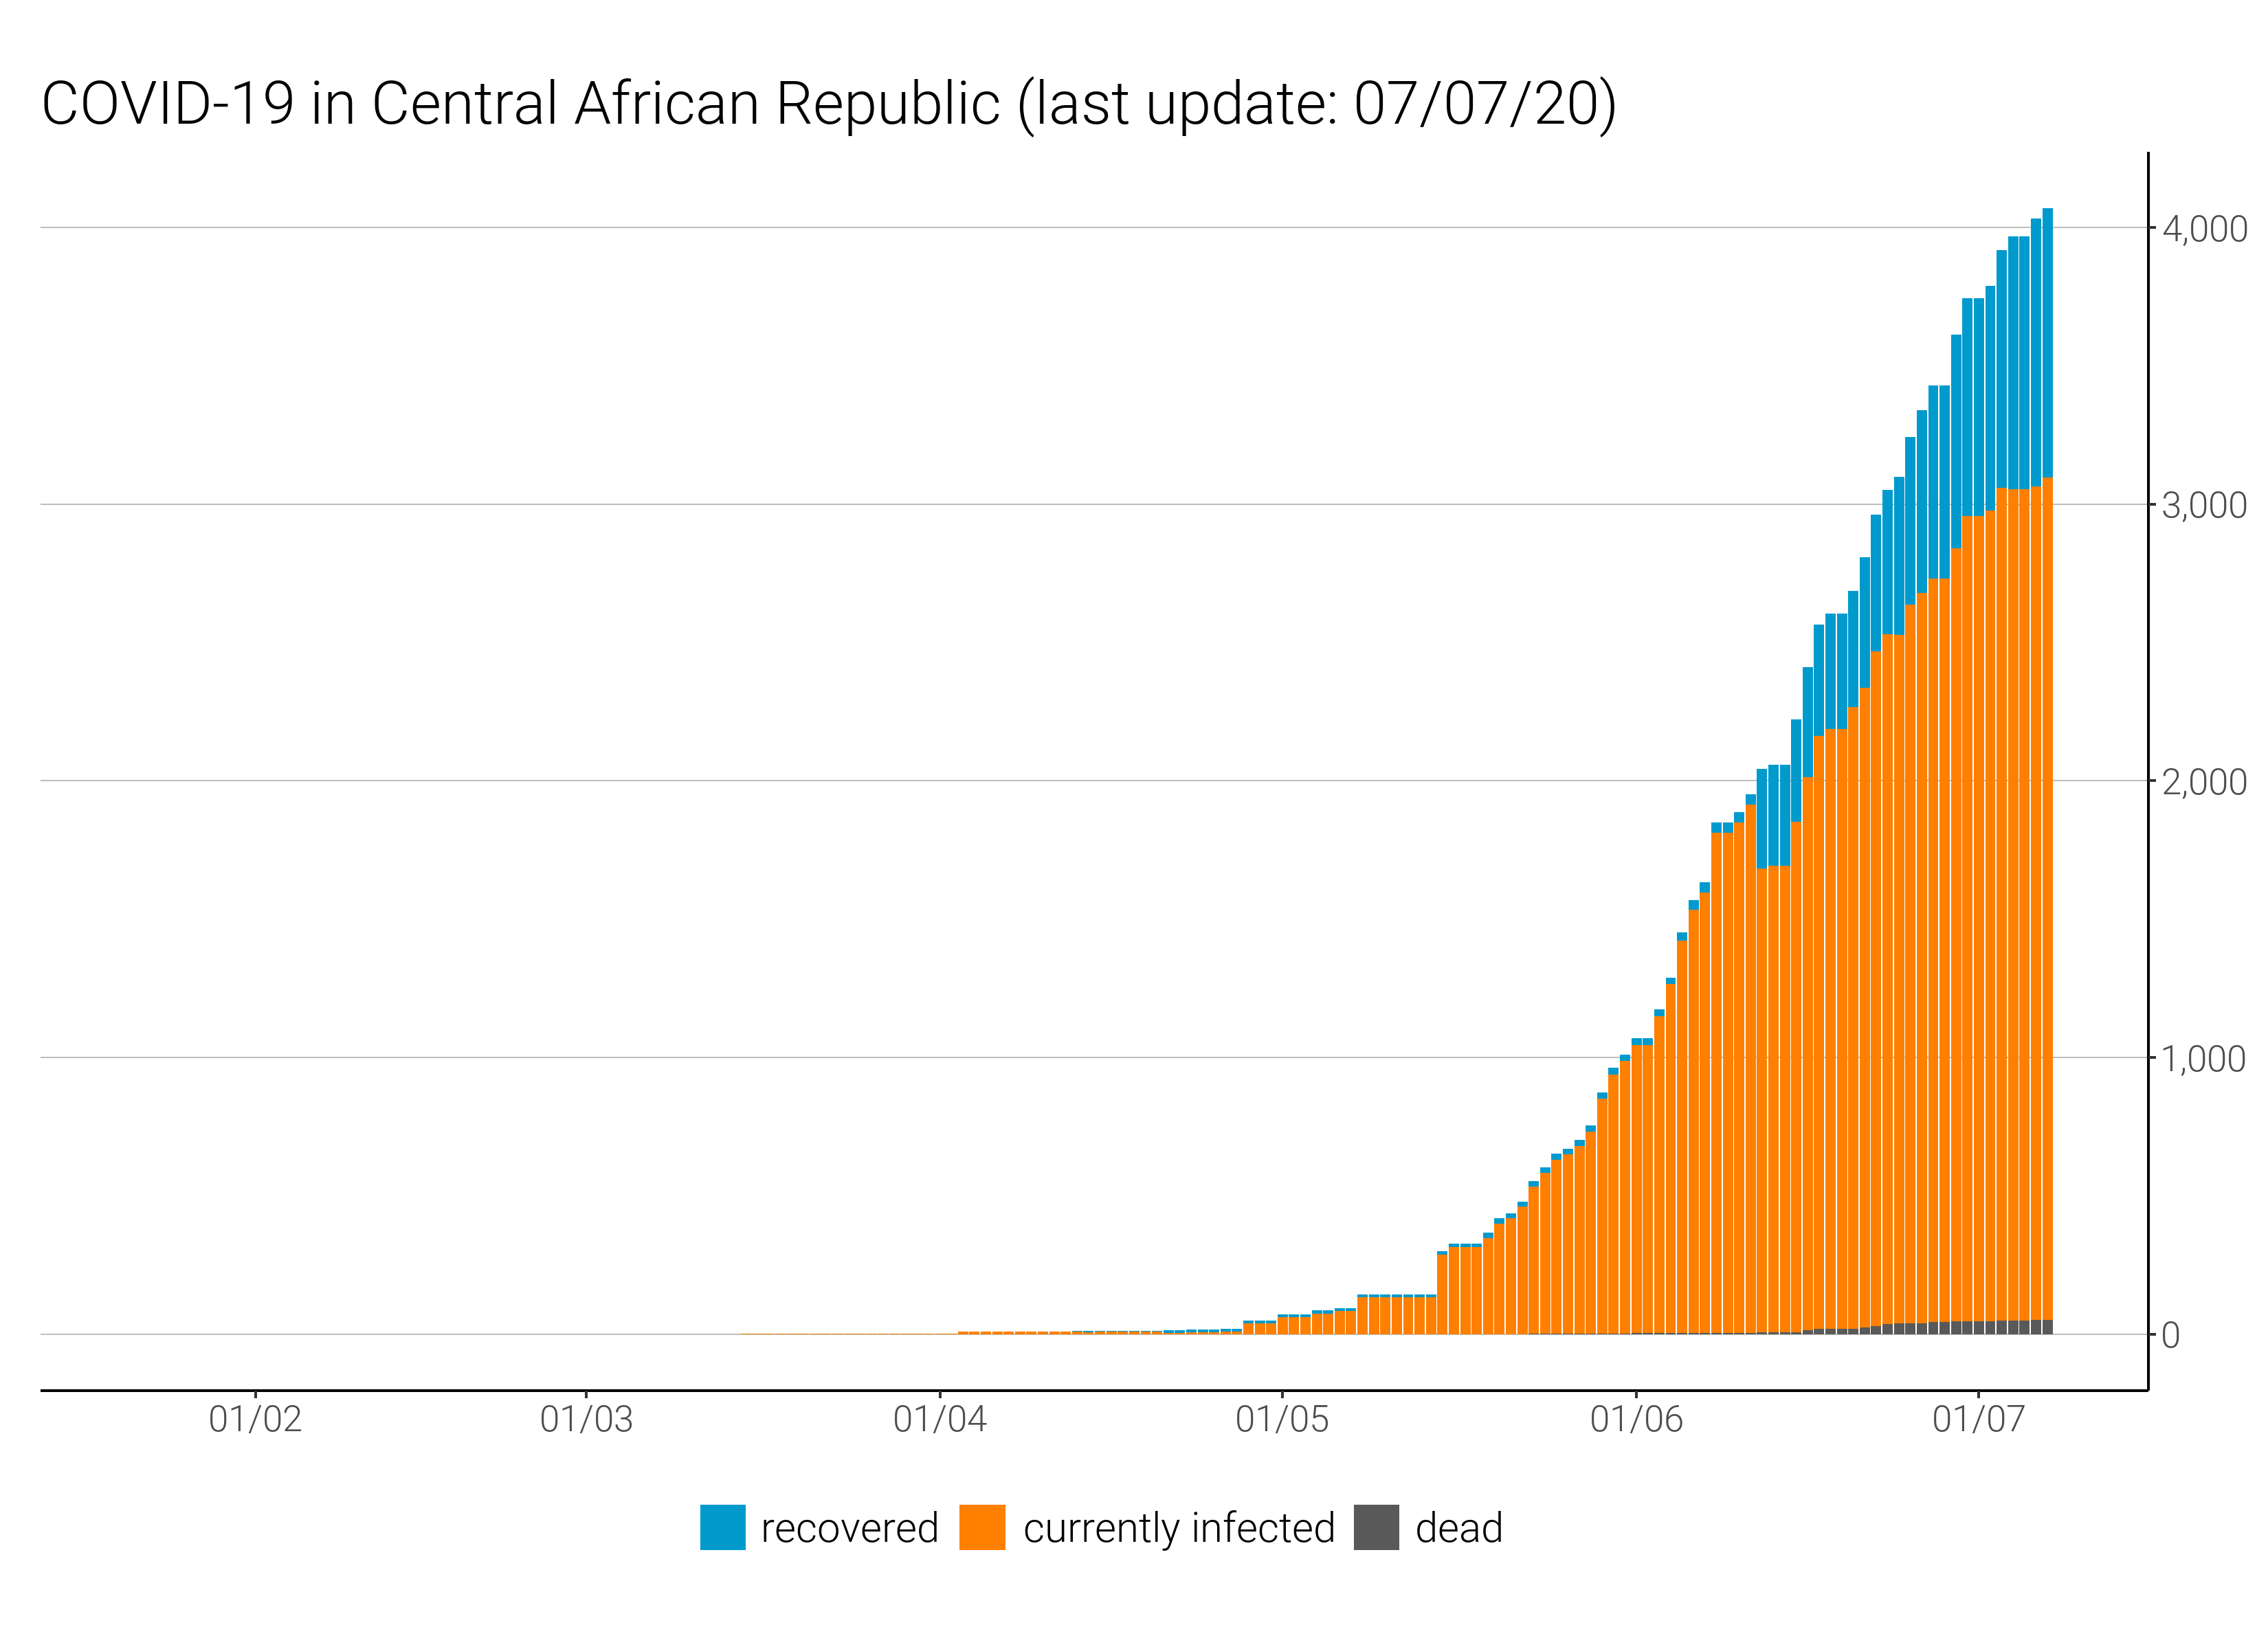 COVID-19 in Central African Republic (last update: 07/07/20)
4,000
3,000
2,000
1,000
0
01/02 01/03 01/04 01/05 01/06 01/07
recovered currently infected dead